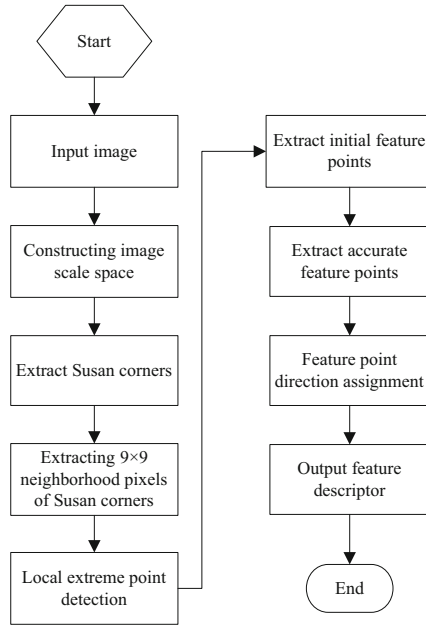 Start
Input image
Constructing image
scale space
Extract Susan corners
Extracting 9×9
neighborhood pixels
of Susan corners
Local extreme point
detection
Extract initial feature
points
Extract accurate
feature points
Feature point
direction assignment
Output feature
descriptor
End